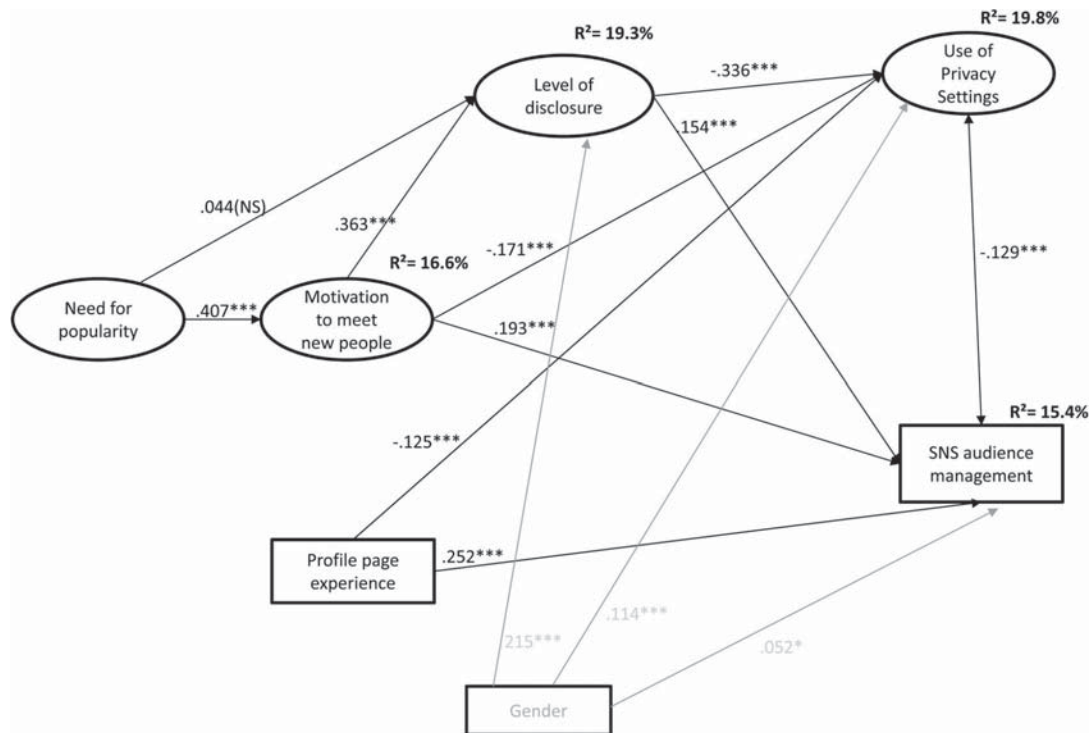 R²= 19.3%
R²= 19.8%
Level of
disclosure
Use of
Privacy
Settings
-.336***
.154***
.044(NS)
.363***
-.171***
-.129***
R²= 16.6%
Need for
popularity
.407***
Motivation
to meet
new people
.193***
R²= 15.4%
-.125***
SNS audience
management
Profile page
experience
.252***
215***
.114***
.052*
Gender